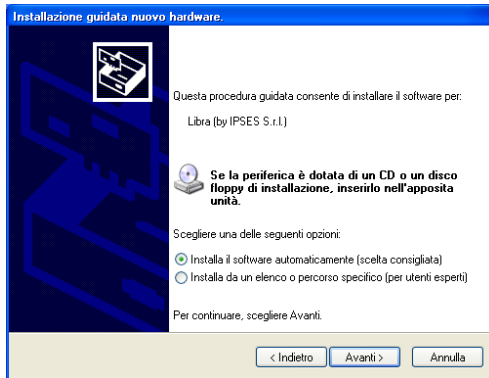 Installazione guidata nuovo hardware.
Questa procedura guidata consente di installare il software per:
Libra (by IPSES S.r.l.)
Se la periferica è dotata di un CD o un disco
floppy di installazione, inserirlo nell'apposita
unità.
Scegliere una delle seguenti opzioni:
Installa il software automaticamente (scelta consigliata)
Installa da un elenco o percorso specifico (per utenti esperti)
Per continuare, scegliere Avanti.
< Indietro Avanti > Annulla